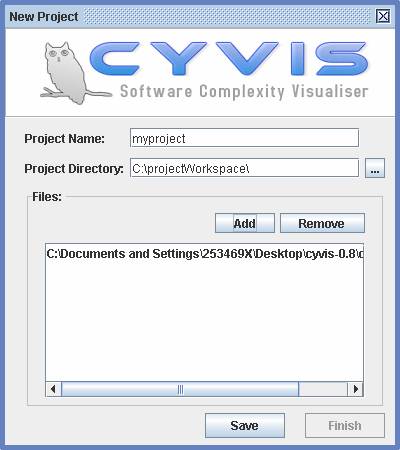 New Project
CYVIS
Software Complexity Visualiser
Project Name: myproject
Project Directory: C:\projectWorkspace\ ...
Files:
Add Remove
C:\Documents and Settings\253469X\Desktop\cyvis-0.8\
Save Finish